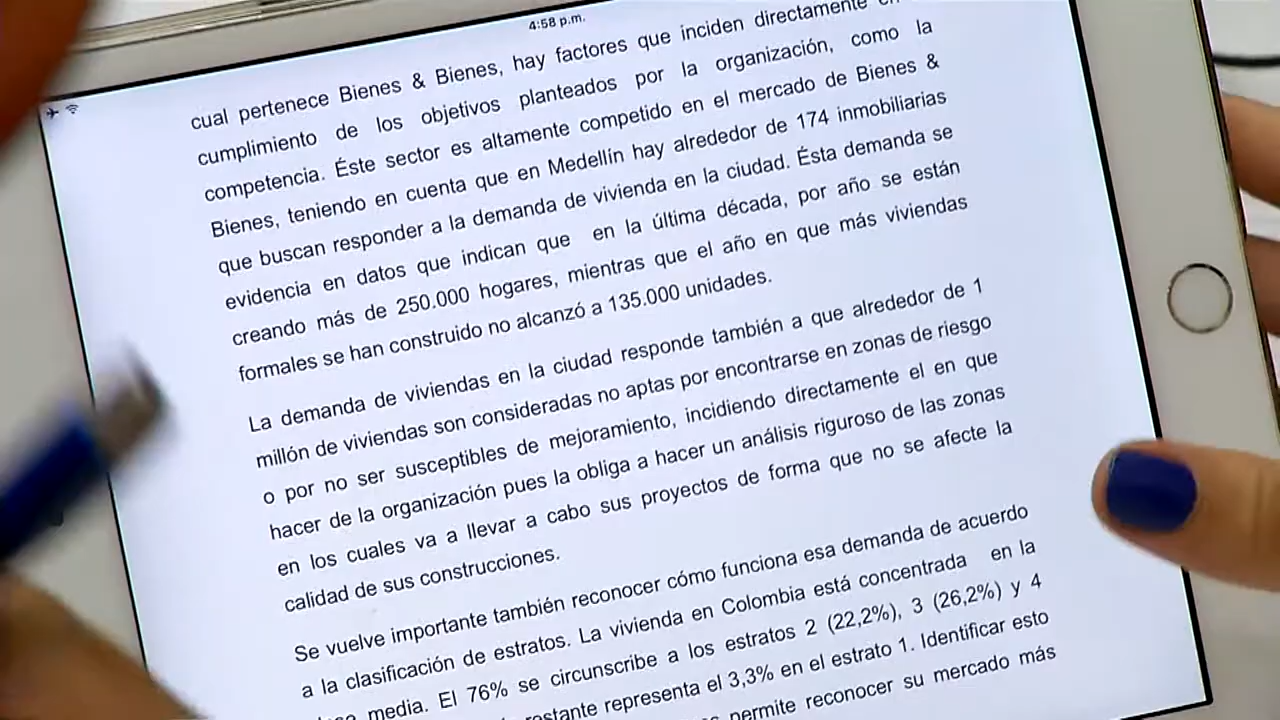 4:58 p.m.
cual pertenece Bienes & Bienes, hay factores que inciden directamente
cumplimiento de los objetivos planteados por la organización, como la
competencia. Éste sector es altamente competido en el mercado de Bienes &
Bienes, teniendo en cuenta que en Medellín hay alrededor de 174 inmobiliarias
que buscan responder a la demanda de vivienda en la ciudad. Ésta demanda se
evidencia en datos que indican que en la última década, por año se están
creando más de 250.000 hogares, mientras que el año en que más viviendas
formales se han construido no alcanzó a 135.000 unidades.
La demanda de viviendas en la ciudad responde también a que alrededor de 1
millón de viviendas son consideradas no aptas por encontrarse en zonas de riesgo
o por no ser susceptibles de mejoramiento, incidiendo directamente el en que
hacer de la organización pues la obliga a hacer un análisis riguroso de las zonas
en los cuales va a llevar a cabo sus proyectos de forma que no se afecte la
calidad de sus construcciones.
Se vuelve importante también reconocer cómo funciona esa demanda de acuerdo
a la clasificación de estratos. La vivienda en Colombia está concentrada en la
media. El 76% se circunscribe a los estratos 2 (22,2%), 3 (26,2%) y 4
representa el 3,3% en el estrato 1. Identificar esto
permite reconocer su mercado más